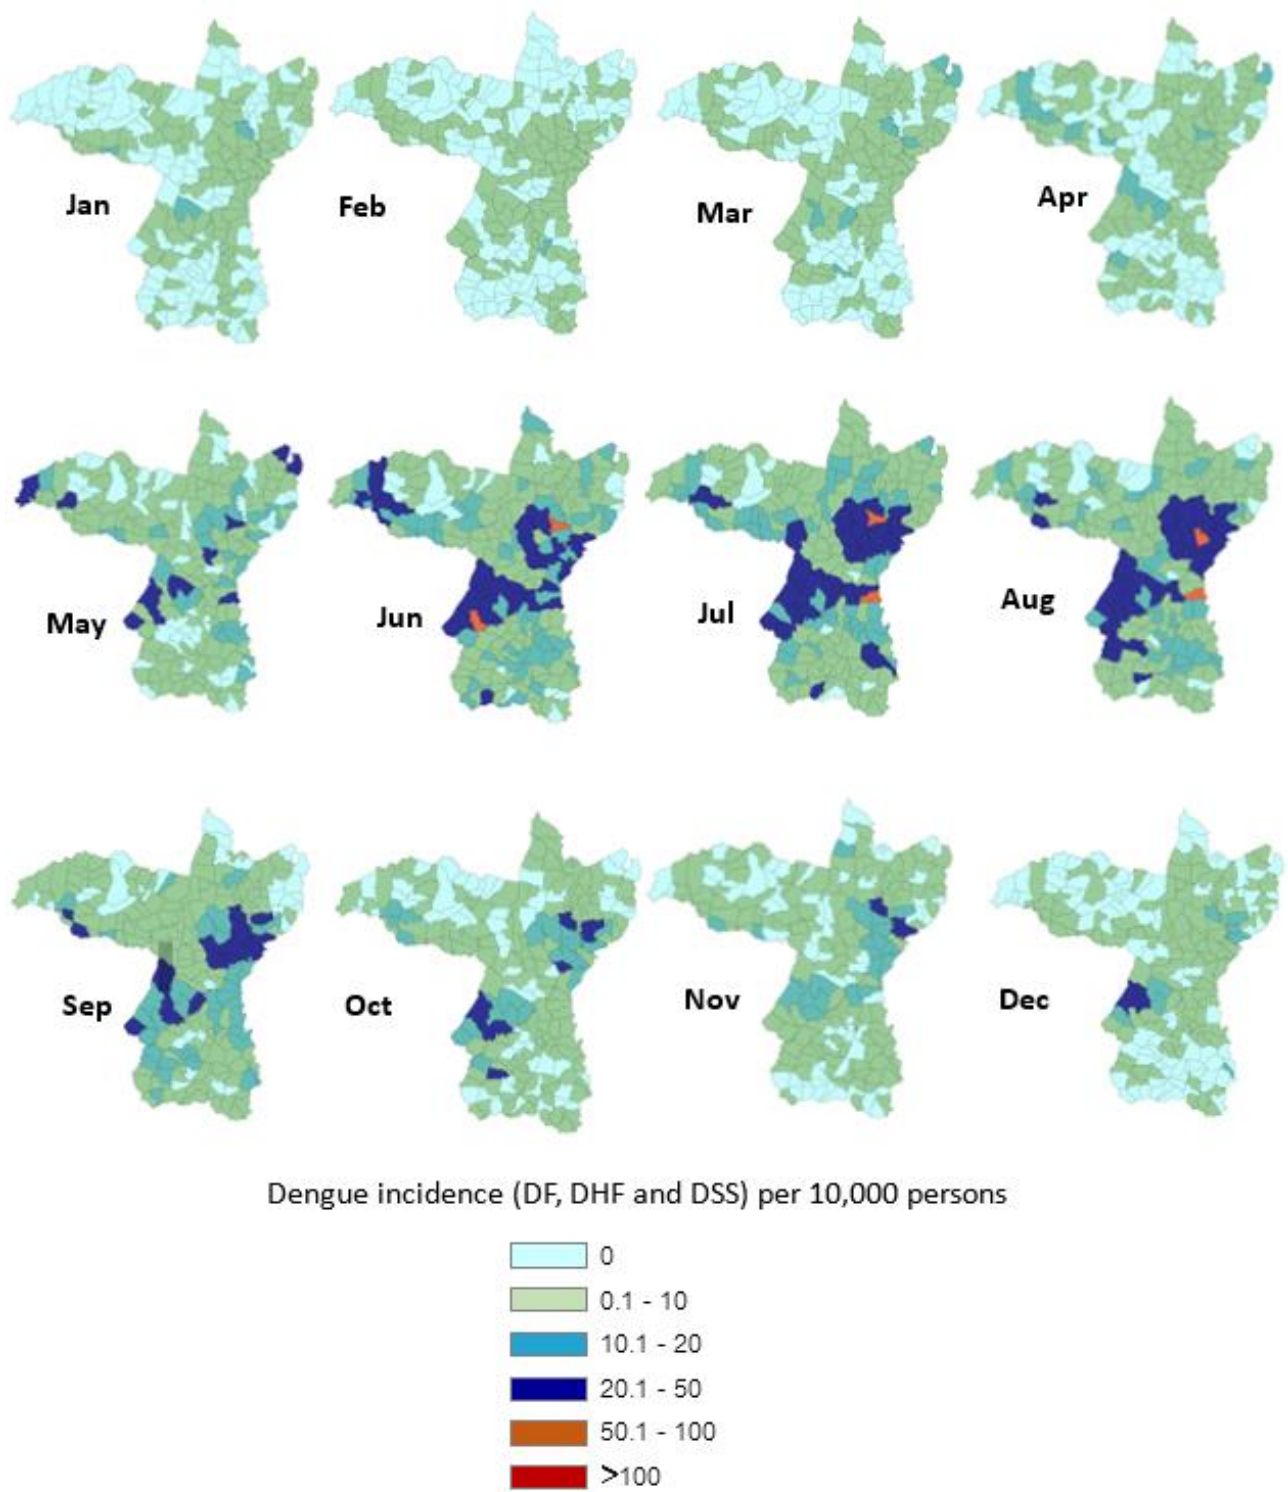 Jan
Feb
Mar
Apr
May
Jun
Jul
Aug
Sep
Oct
Nov
Dec
Dengue incidence (DF, DHF and DSS) per 10,000 persons
0
0.1 - 10
10.1 - 20
20.1 - 50
50.1 - 100
>100